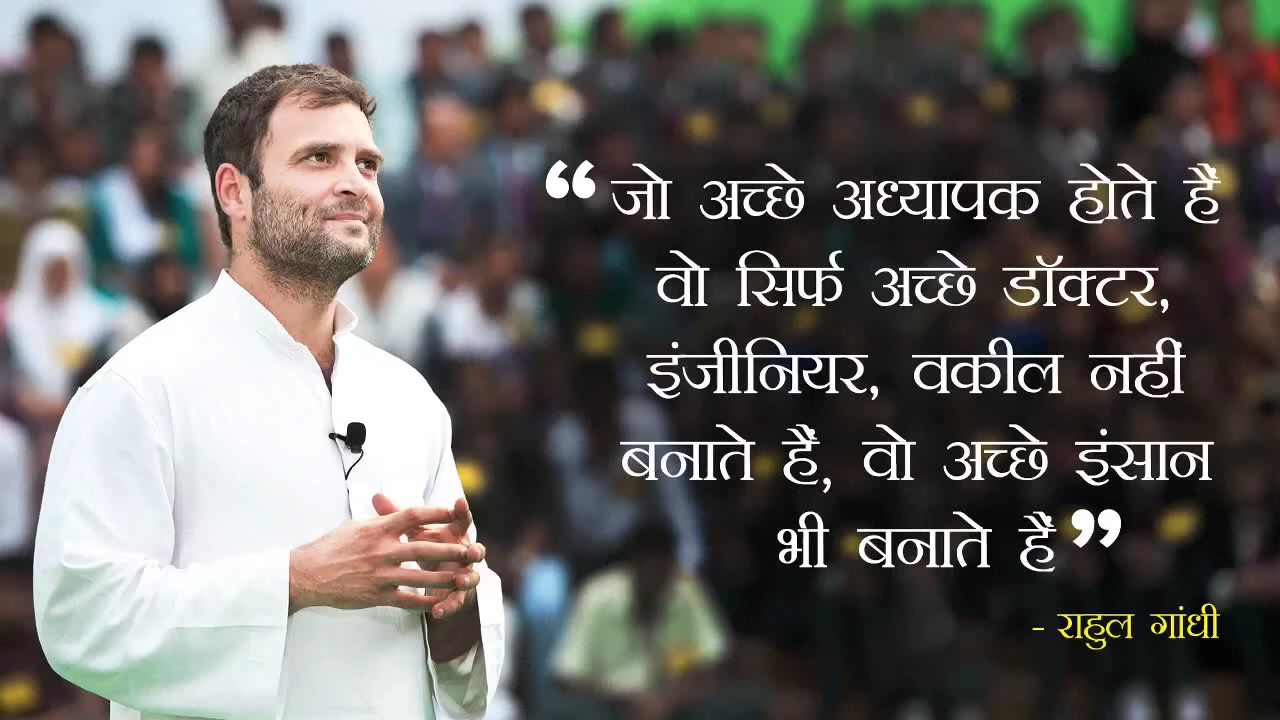 “जो अच्छे अध्यापक होते हैं
वो सिर्फ अच्छे डॉक्टर,
इंजीनियर, वकील नहीं
बनाते हैं, वो अच्छे इंसान
भी बनाते हैं”
- राहुल गांधी